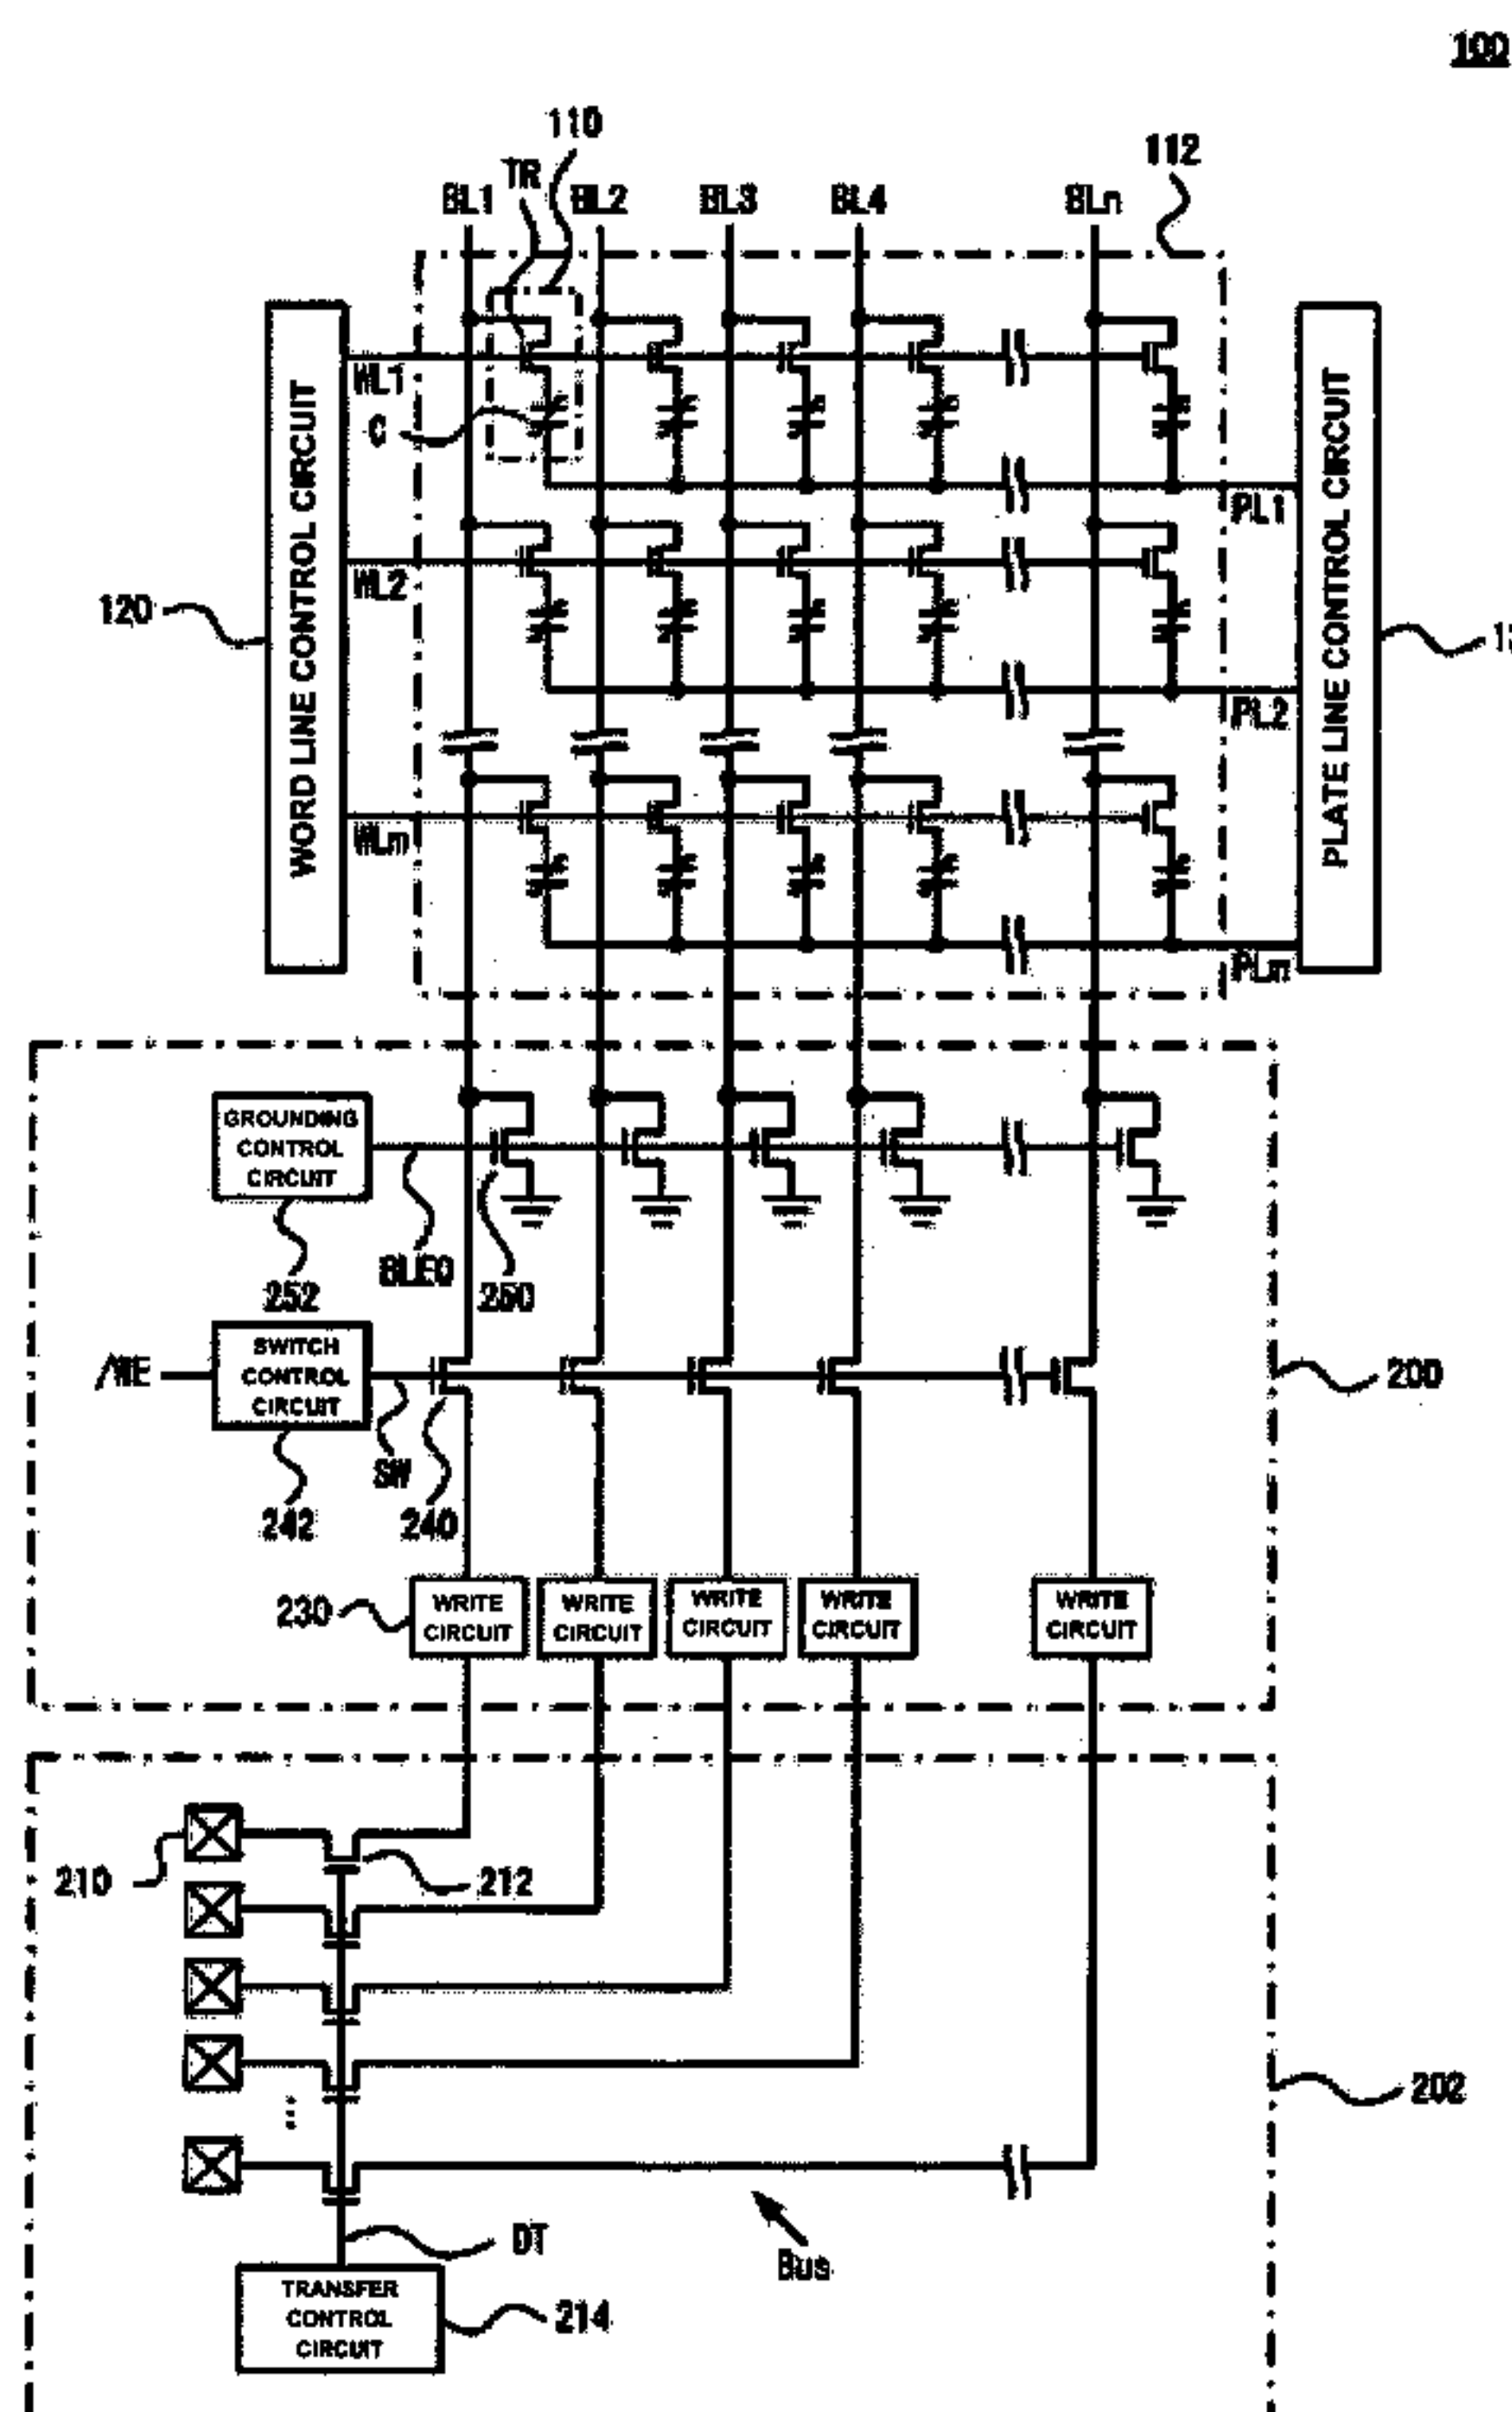 100
110
TR
112
BL1 BL2 BL3 BL4 BLn
WORD LINE CONTROL CIRCUIT
PLATE LINE CONTROL CIRCUIT
WL1
C
PL1
WL2
120
PL2
WLm
PLm
GROUNDING
CONTROL
CIRCUIT
BLEQ
252
250
/WE
SWITCH
CONTROL
CIRCUIT
200
SW
242
240
230
WRITE
CIRCUIT
WRITE
CIRCUIT
WRITE
CIRCUIT
WRITE
CIRCUIT
WRITE
CIRCUIT
210
212
202
DT
Bus
TRANSFER
CONTROL
CIRCUIT
214